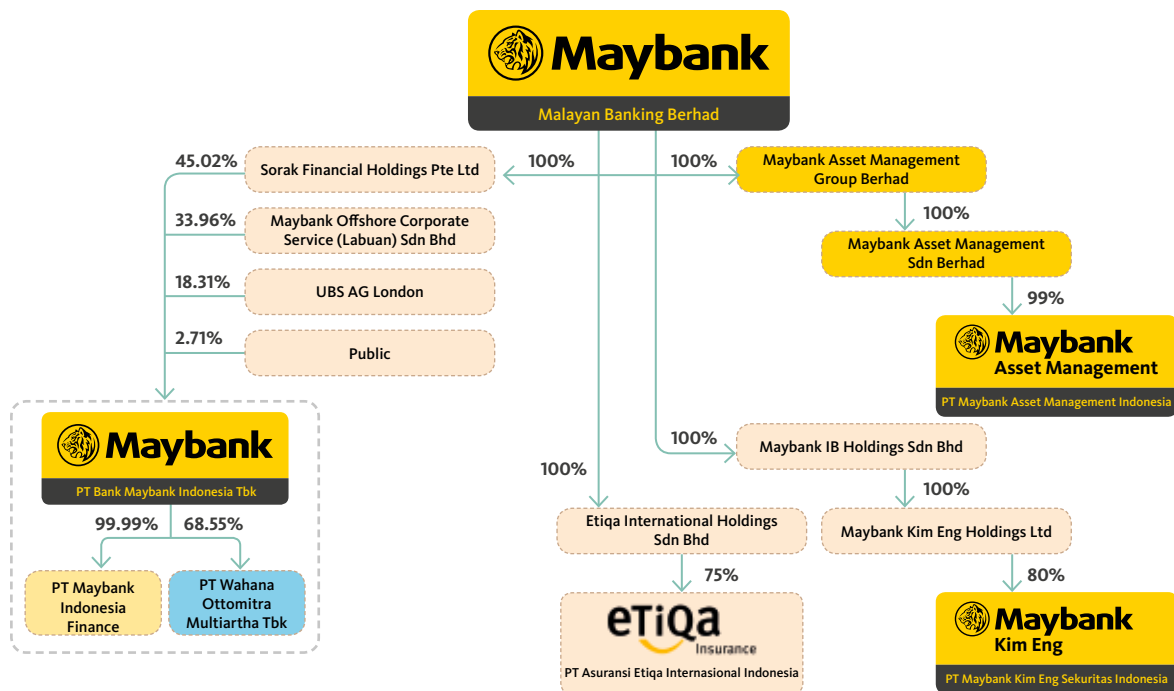 Maybank
Malayan Banking Berhad
45.02%
Sorak Financial Holdings Pte Ltd
100%
100%
Maybank Asset Management
Group Berhad
33.96%
Maybank Offshore Corporate
Service (Labuan) Sdn Bhd
100%
Maybank Asset Management
Sdn Berhad
18.31%
UBS AG London
99%
2.71%
Public
Maybank
Asset Management
PT Maybank Asset Management Indonesia
Maybank
PT Bank Maybank Indonesia Tbk
100%
Maybank IB Holdings Sdn Bhd
100%
100%
99.99%
68.55%
Etiqa International Holdings
Sdn Bhd
Maybank Kim Eng Holdings Ltd
PT Maybank
Indonesia
Finance
PT Wahana
Ottomitra
Multiartha Tbk
75%
80%
eTiQa
Insurance
PT Asuransi Etiqa Internasional Indonesia
Maybank
Kim Eng
PT Maybank Kim Eng Sekuritas Indonesia